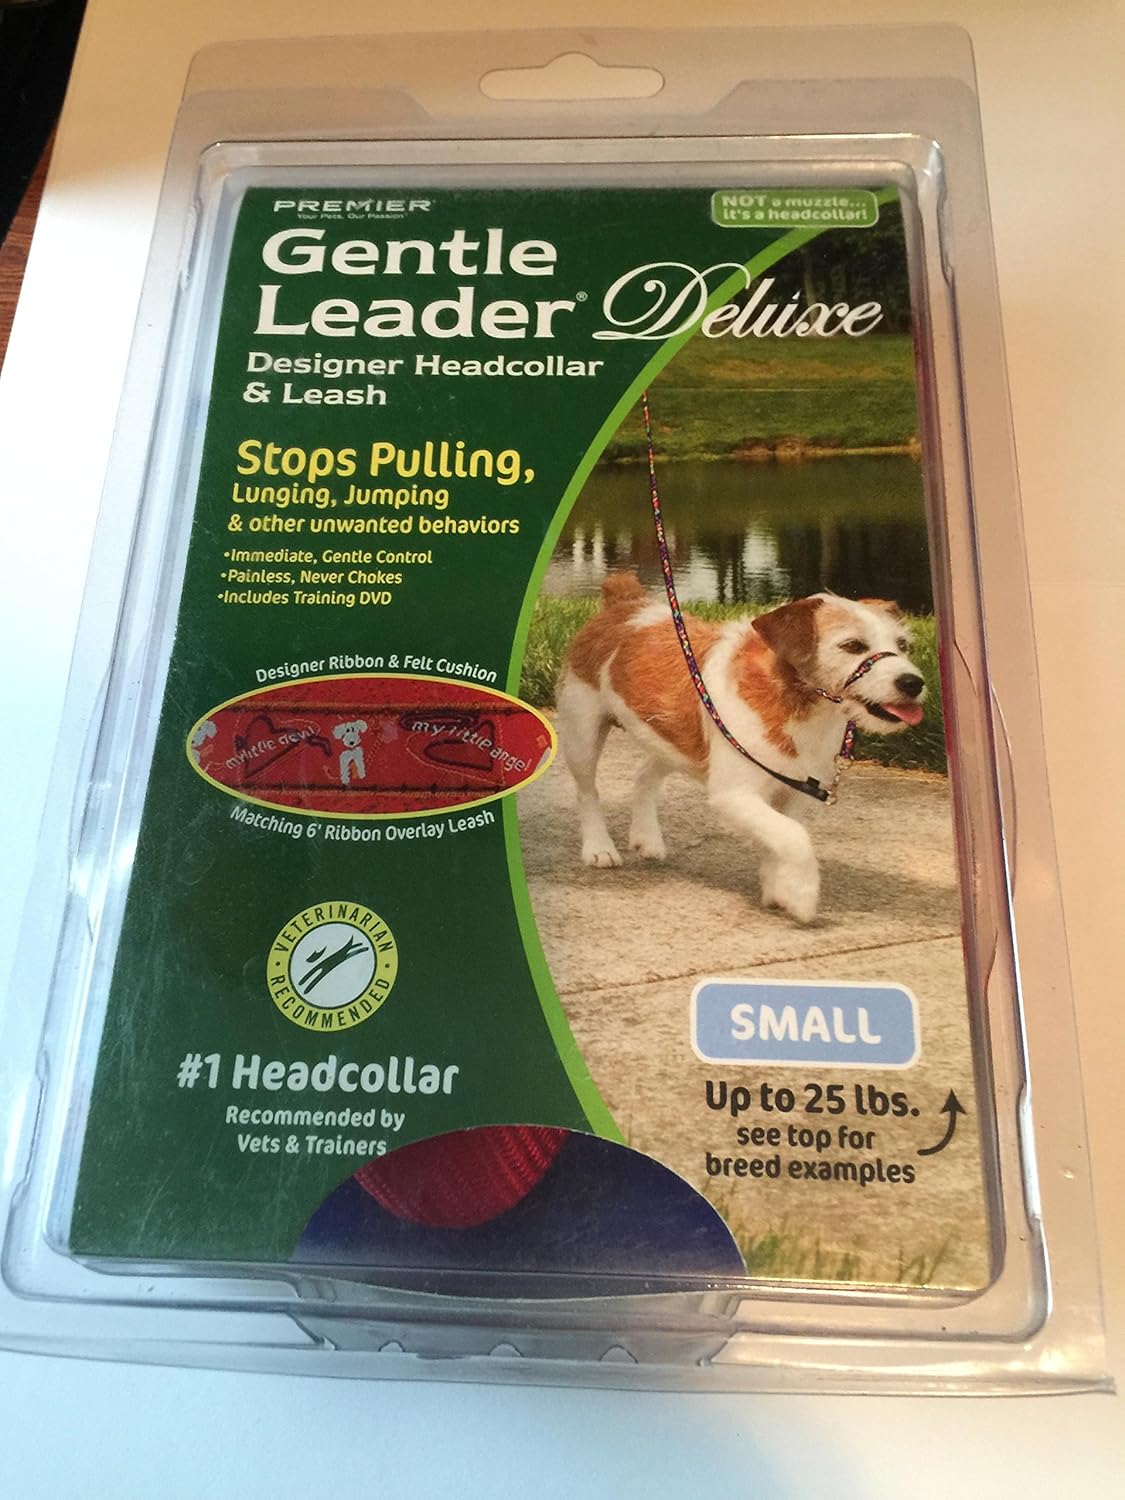 PREMIER®
Your Pets, Our Passion®
NOT a muzzle...
it's a headcollar!
Gentle
Leader® Deluxe
Designer Headcollar
& Leash
Stops Pulling,
Lunging, Jumping
& other unwanted behaviors
•Immediate, Gentle Control
•Painless, Never Chokes
•Includes Training DVD
Designer Ribbon & Felt Cushion
my little devil
my little angel
Matching 6' Ribbon Overlay Leash
VETERINARIAN
RECOMMENDED
#1 Headcollar
Recommended by
Vets & Trainers
SMALL
Up to 25 lbs.
see top for
breed examples